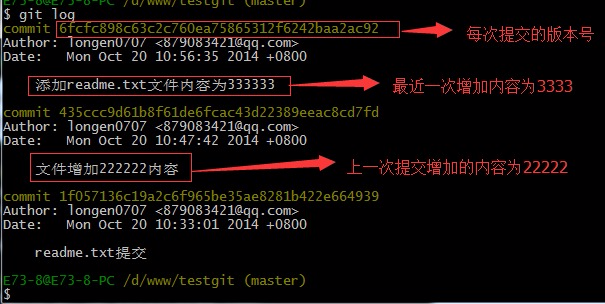 E73-8@E73-8-PC /d/www/testgit (master)
$ git log
commit 6fcfc898c63c2c760ea75865312f6242baa2ac92
每次提交的版本号
Author: longen0707 <879083421@qq.com>
Date: Mon Oct 20 10:56:35 2014 +0800
添加readme.txt文件内容为333333
最近一次增加内容为3333
commit 435ccc9d61b8f61de6fcac43d22389eeac8cd7fd
Author: longen0707 <879083421@qq.com>
Date: Mon Oct 20 10:47:42 2014 +0800
文件增加222222内容
上一次提交增加的内容为22222
commit 1f057136c19a2c6f965be35ae8281b422e664939
Author: longen0707 <879083421@qq.com>
Date: Mon Oct 20 10:33:01 2014 +0800
readme.txt提交
E73-8@E73-8-PC /d/www/testgit (master)
$